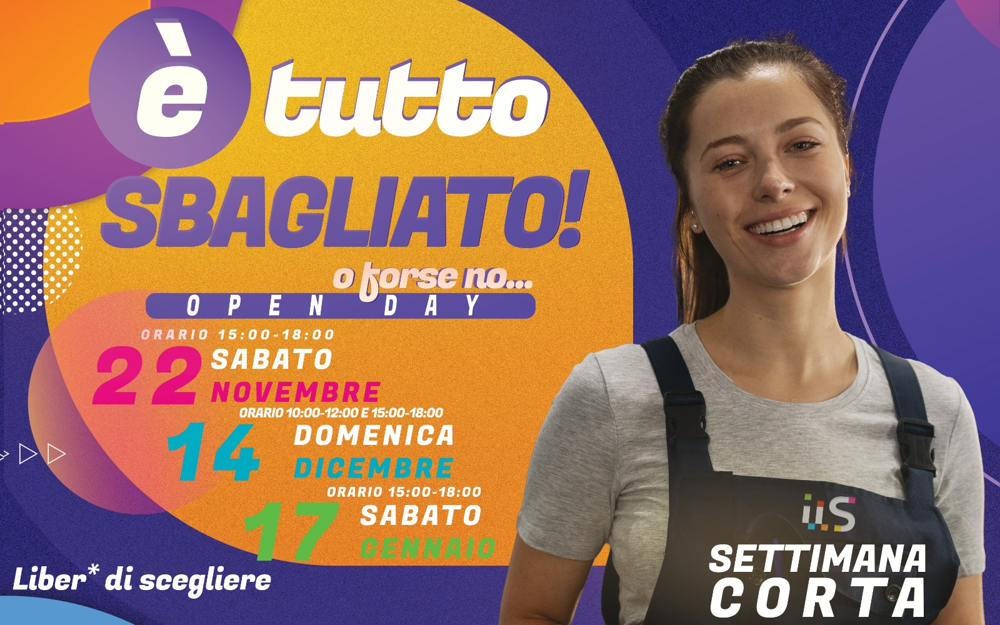 è tutto
SBAGLIATO!
o forse no...
OPEN DAY
ORARIO 15:00-18:00
22 SABATO
NOVEMBRE
ORARIO 10:00-12:00 E 15:00-18:00
14 DOMENICA
DICEMBRE
ORARIO 15:00-18:00
17 SABATO
GENNAIO
Liber* di scegliere
iiS
SETTIMANA
CORTA